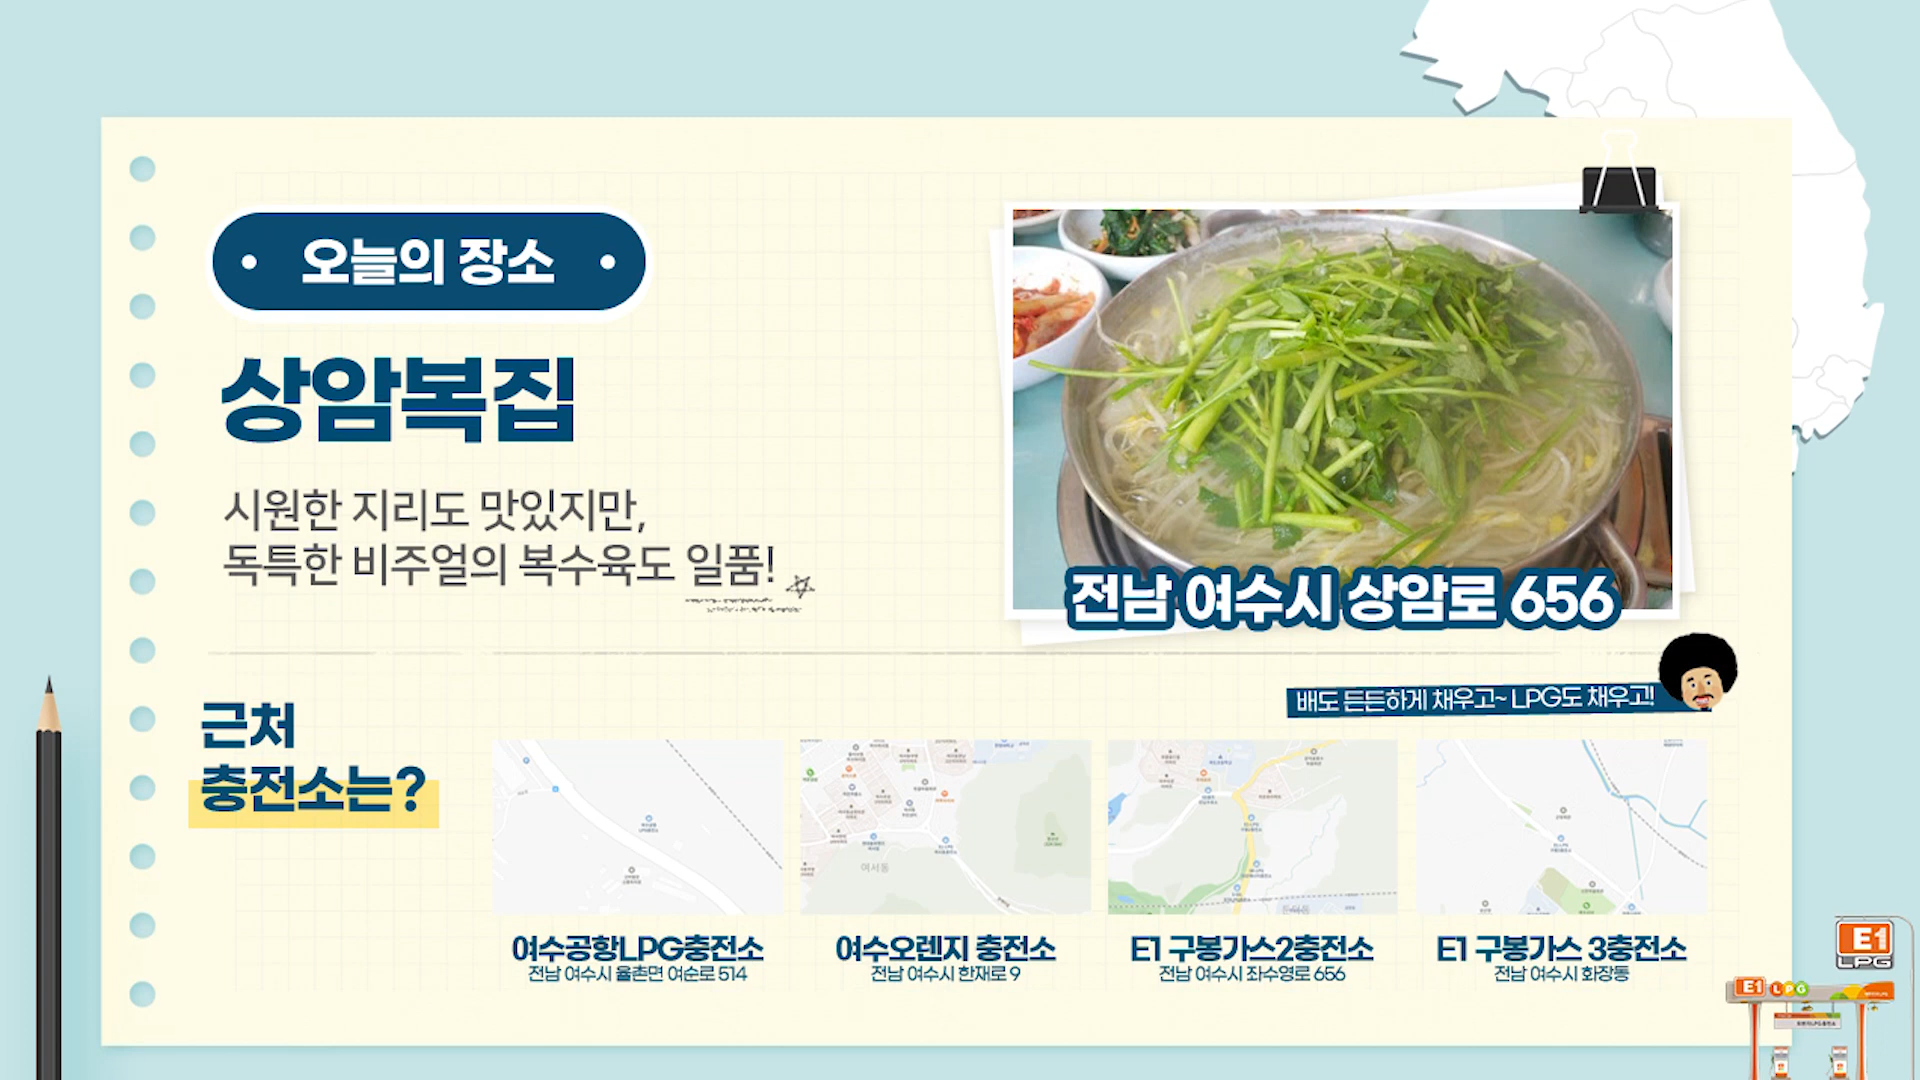 오늘의 장소
상암복집
시원한 지리도 맛있지만,
독특한 비주얼의 복수육도 일품!
전남 여수시 상암로 656
배도 든든하게 채우고~ LPG도 채우고!
근처
충전소는?
여서동
여수공항LPG충전소
전남 여수시 율촌면 여순로 514
여수오렌지 충전소
전남 여수시 한재로 9
E1 구봉가스2충전소
전남 여수시 좌수영로 656
E1 구봉가스 3충전소
전남 여수시 화장동
E1
LPG
E1 LPG